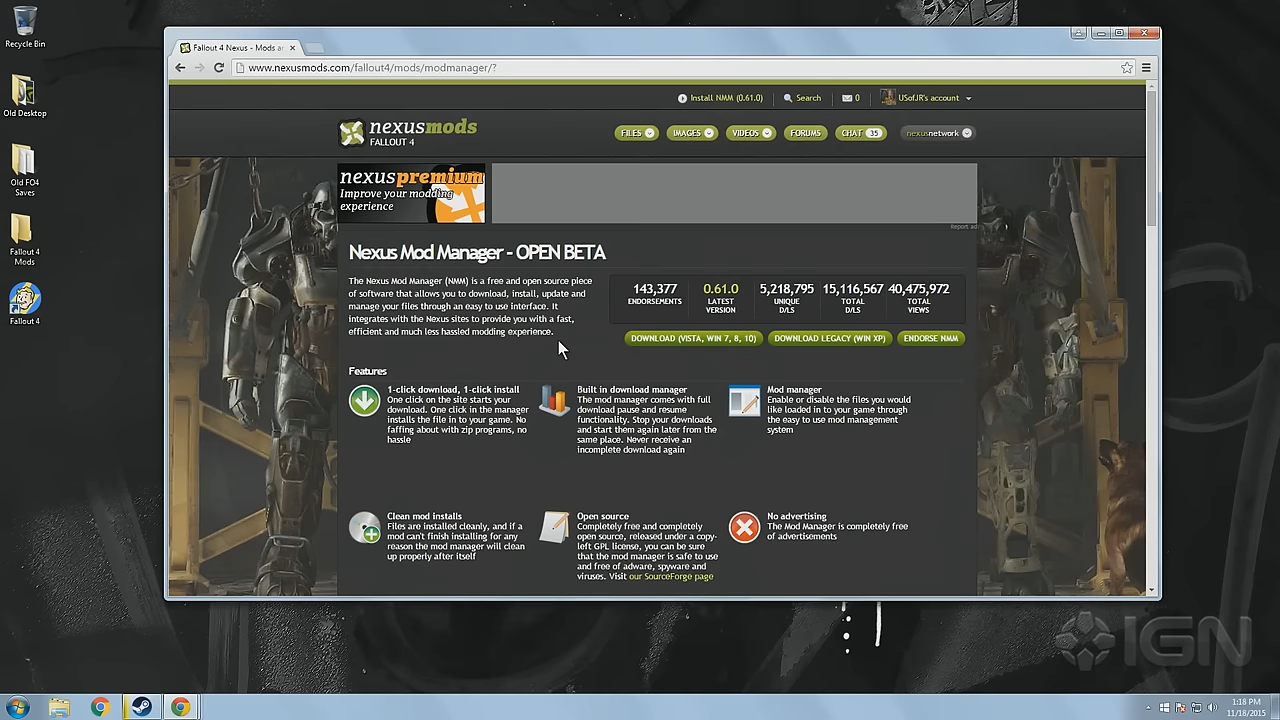 Recycle Bin
Old Desktop
Old FO4
Saves
Fallout 4
Mods
Fallout 4
Fallout 4 Nexus - Mods a
www.nexusmods.com/fallout4/mods/modmanager/?
Install NMM (0.61.0)
Search
0
USofJR's account
nexusmods
FALLOUT 4
FILES
IMAGES
VIDEOS
FORUMS
CHAT 35
nexusnetwork
nexuspremium
Improve your modding
experience
Report ad
Nexus Mod Manager - OPEN BETA
The Nexus Mod Manager (NMM) is a free and open source piece
of software that allows you to download, install, update and
manage your files through an easy to use interface. It
integrates with the Nexus sites to provide you with a fast,
efficient and much less hassled modding experience.
143,377
ENDORSEMENTS
0.61.0
LATEST
VERSION
5,218,795
UNIQUE
D/LS
15,116,567
TOTAL
D/LS
40,475,972
TOTAL
VIEWS
DOWNLOAD (VISTA, WIN 7, 8, 10)
DOWNLOAD LEGACY (WIN XP)
ENDORSE NMM
Features
1-click download, 1-click install
One click on the site starts your
download. One click in the manager
installs the file in to your game. No
faffing about with zip programs, no
hassle
Built in download manager
The mod manager comes with full
download pause and resume
functionality. Stop your downloads
and start them again later from the
same place. Never receive an
incomplete download again
Mod manager
Enable or disable the files you would
like loaded in to your game through
the easy to use mod management
system
Clean mod installs
Files are installed cleanly, and if a
mod can't finish installing for any
reason the mod manager will clean
up properly after itself
Open source
Completely free and completely
open source, released under a copy-
left GPL license, you can be sure
that the mod manager is safe to use
and free of adware, spyware and
viruses. Visit our SourceForge page
No advertising
The Mod Manager is completely free
of advertisements
IGN
1:18 PM
11/18/2015